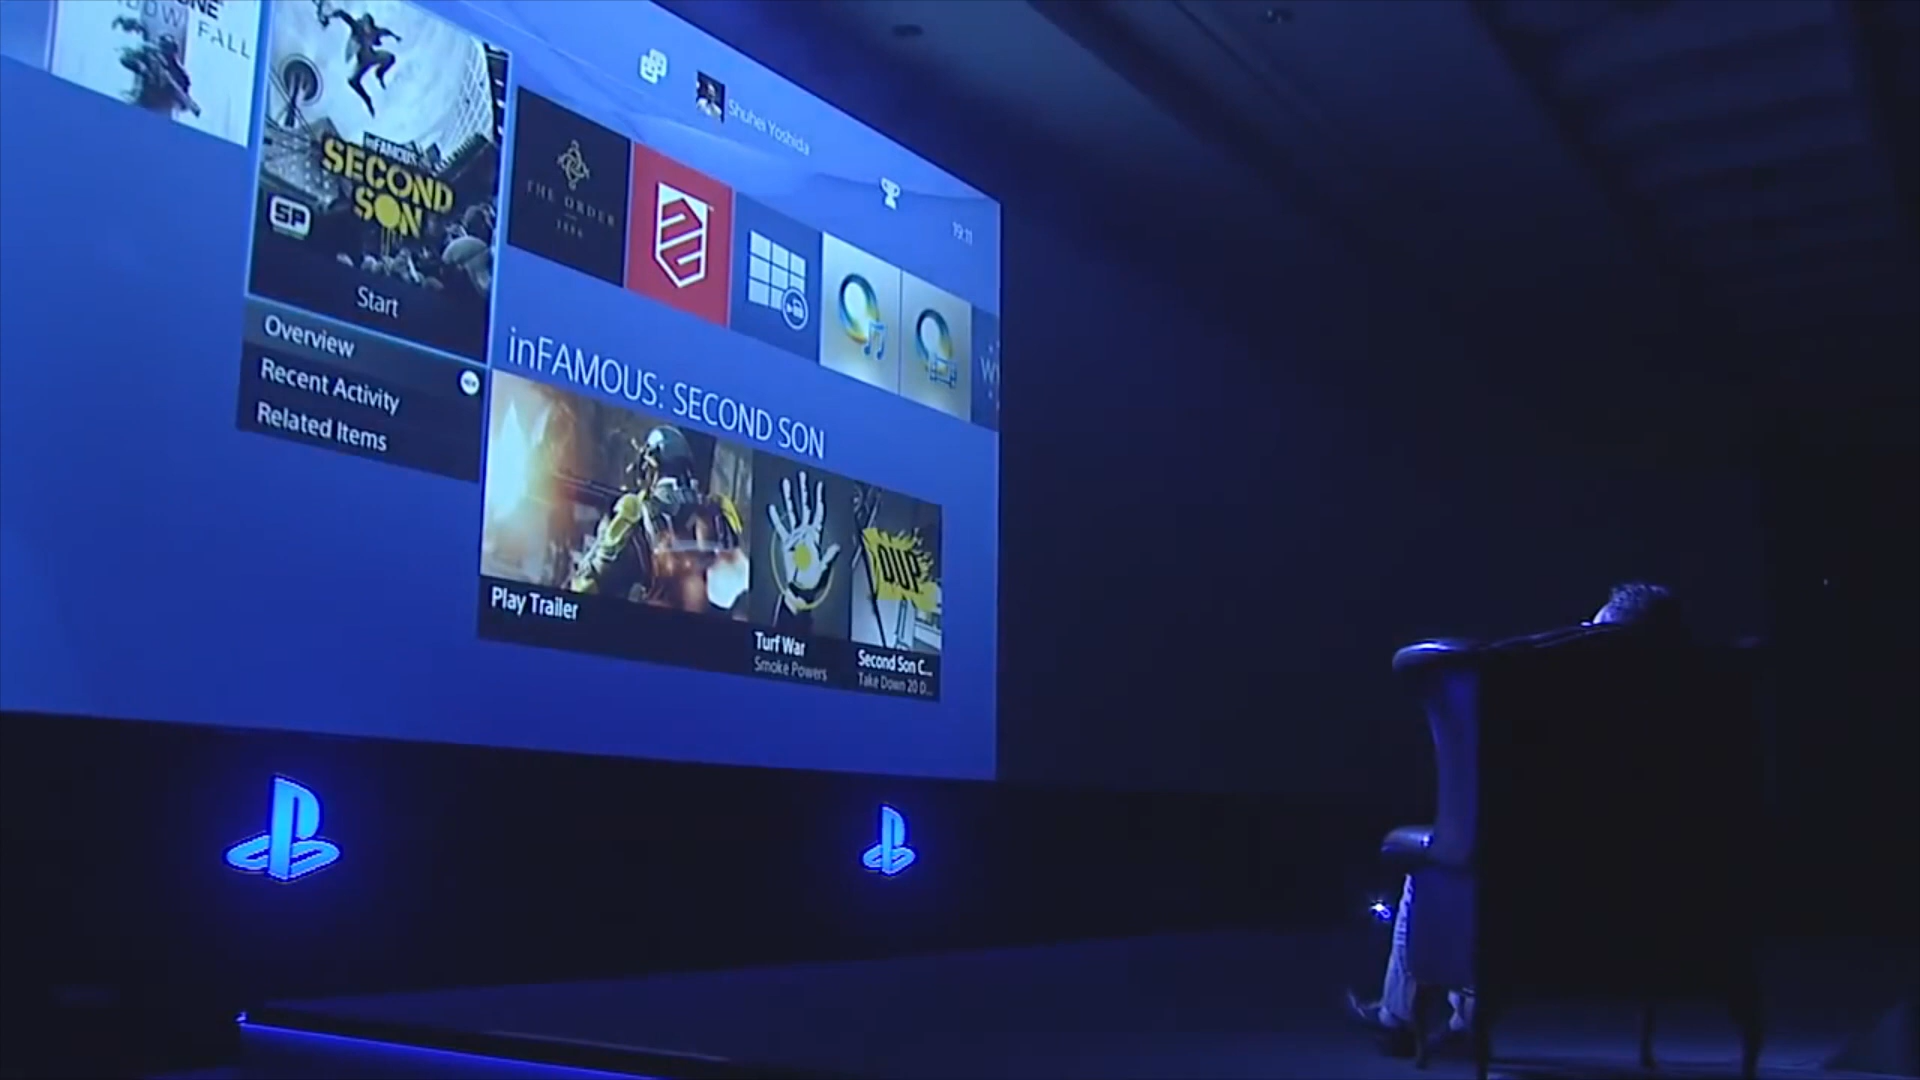 FALL
Shuhei Yoshida
19:11
inFAMOUS
SECOND
SON
SP
THE ORDER
1886
Start
Overview
Recent Activity
Related Items
inFAMOUS: SECOND SON
Play Trailer
Turf War
Smoke Powers
D.U.P.
Second Son C...
Take Down 20 D...